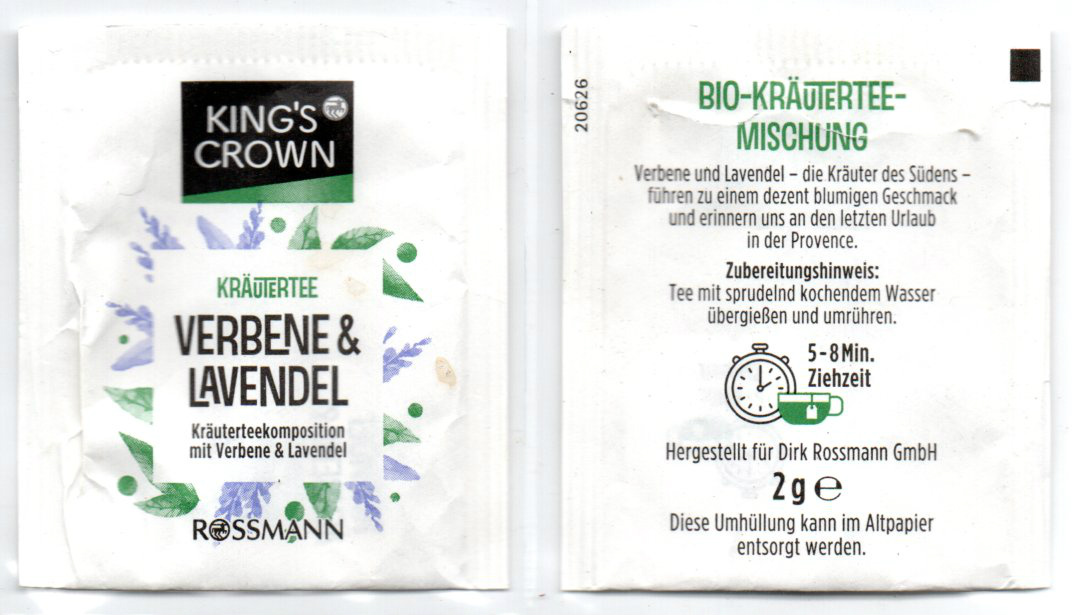 KING'S
CROWN
KRÄUTERTEE
VERBENE &
LAVENDEL
Kräuterteekomposition
mit Verbene & Lavendel
ROSSMANN
20626
BIO-KRÄUTERTEE-
MISCHUNG
Verbene und Lavendel – die Kräuter des Südens –
führen zu einem dezent blumigen Geschmack
und erinnern uns an den letzten Urlaub
in der Provence.
Zubereitungshinweis:
Tee mit sprudelnd kochendem Wasser
übergießen und umrühren.
5-8 Min.
Ziehzeit
Hergestellt für Dirk Rossmann GmbH
2 g ℮
Diese Umhüllung kann im Altpapier
entsorgt werden.